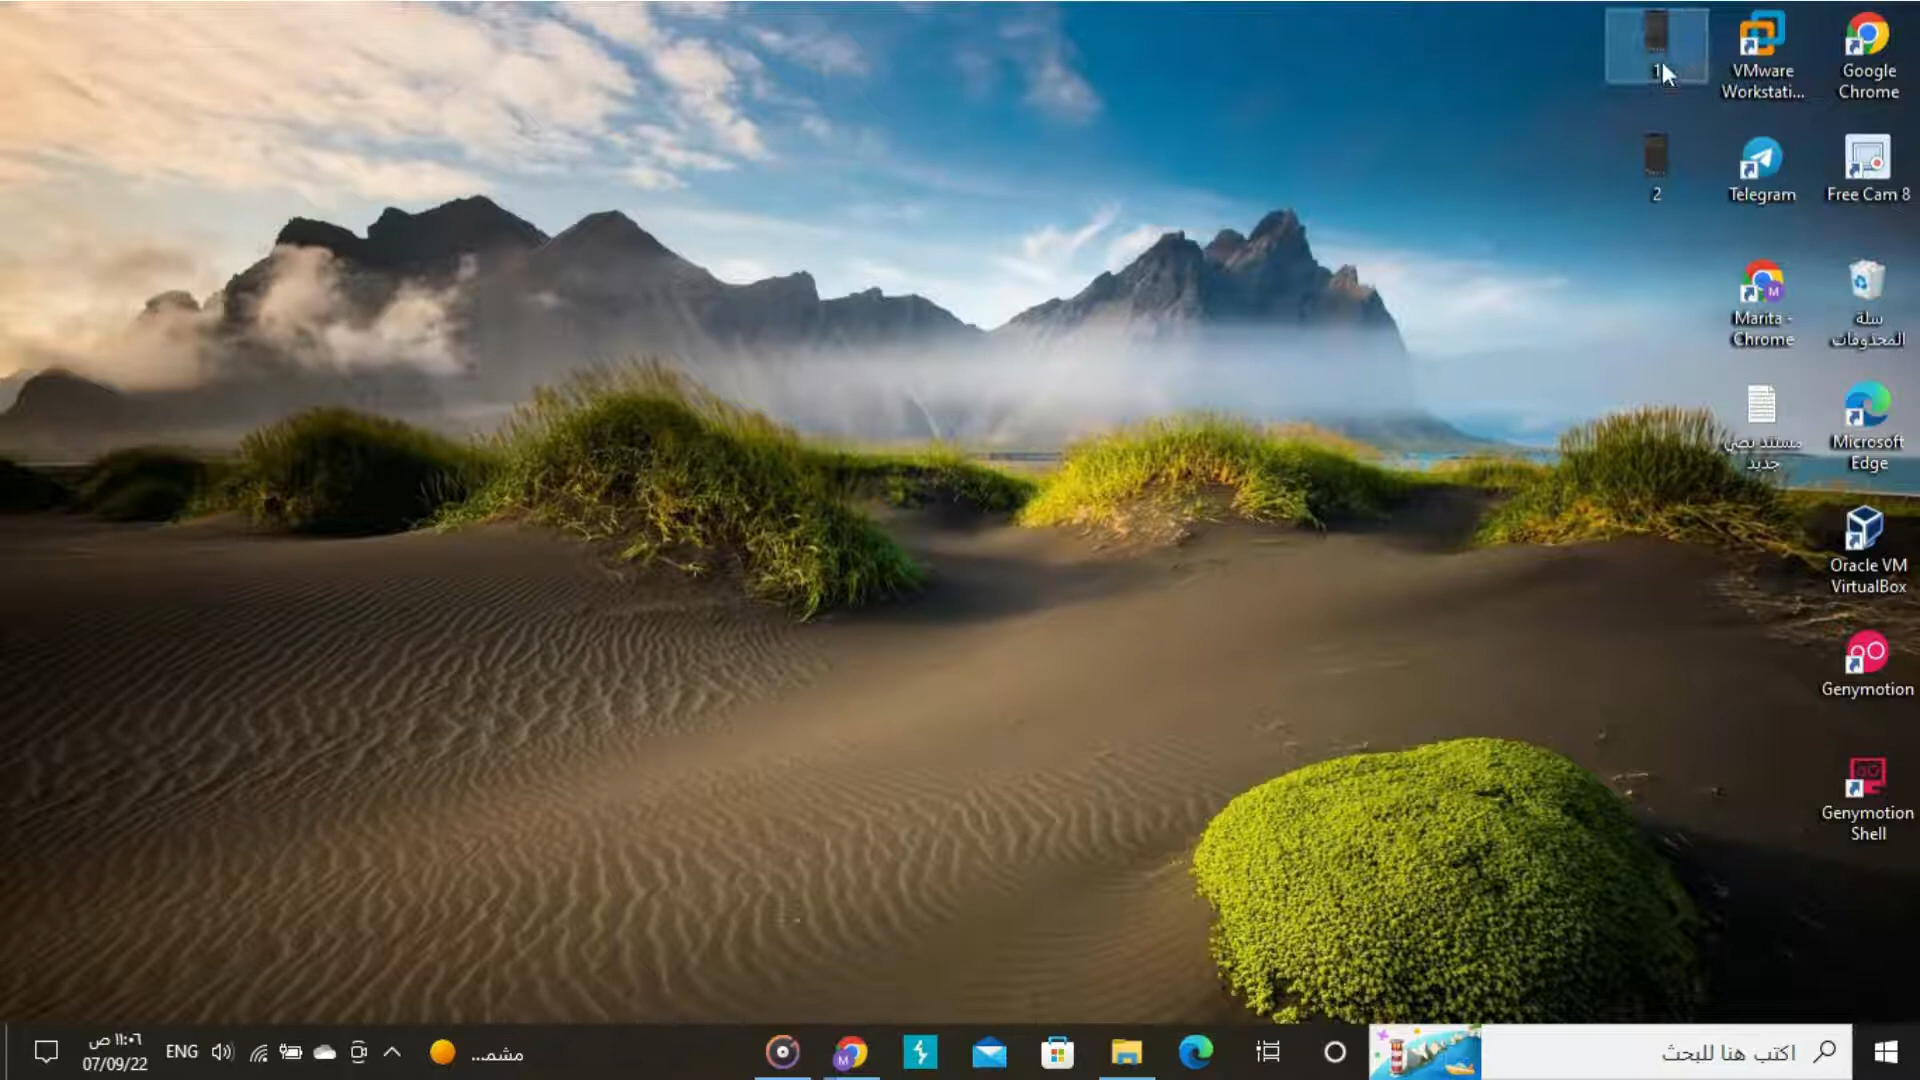 Google
Chrome
VMware
Workstati...
1
Free Cam 8
Telegram
2
سلة
المحذوفات
Marita -
Chrome
Microsoft
Edge
مستند نصي
جديد
Oracle VM
VirtualBox
Genymotion
Genymotion
Shell
اكتب هنا للبحث
مشمـ...
ENG
١١:٠٦ ص
07/09/22